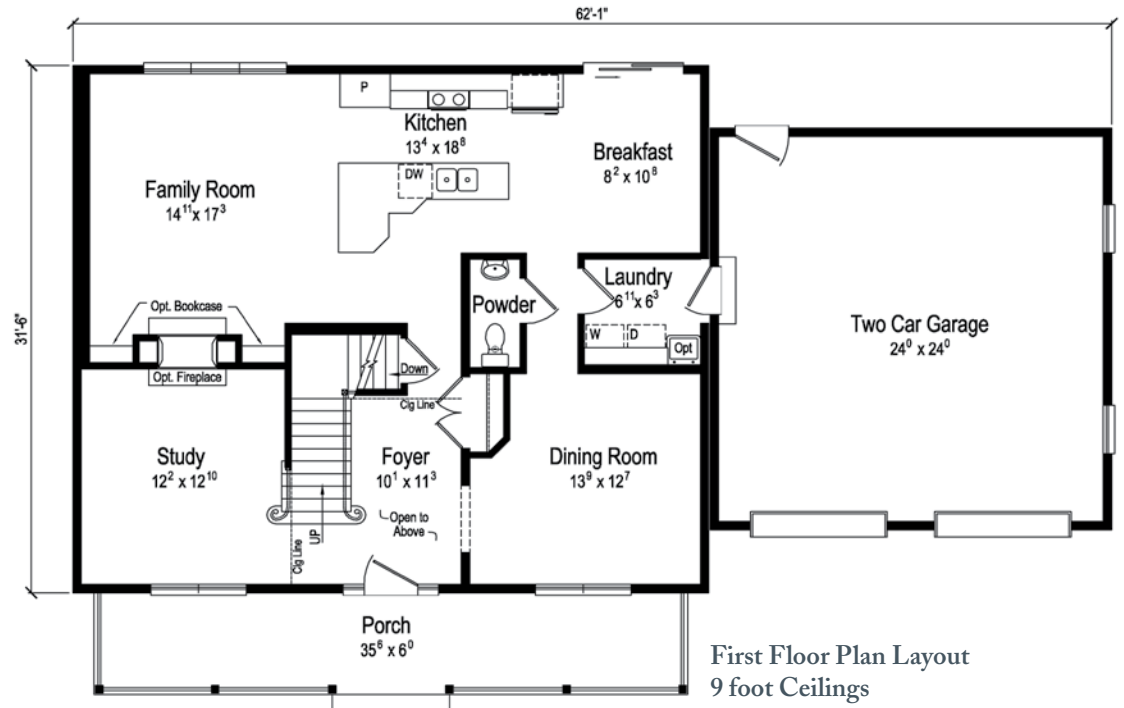 62'-1"
31'-6"
P
Kitchen
13⁴ x 18⁸
DW
Breakfast
8² x 10⁸
Family Room
14¹¹ x 17³
Opt. Bookcase
Opt. Fireplace
Powder
Laundry
6¹¹ x 6³
W
D
Opt
Two Car Garage
24⁰ x 24⁰
Down
Clg Line
Study
12² x 12¹⁰
Foyer
10¹ x 11³
Open to
Above
UP
Clg Line
Dining Room
13⁹ x 12⁷
Porch
35⁶ x 6⁰
First Floor Plan Layout
9 foot Ceilings